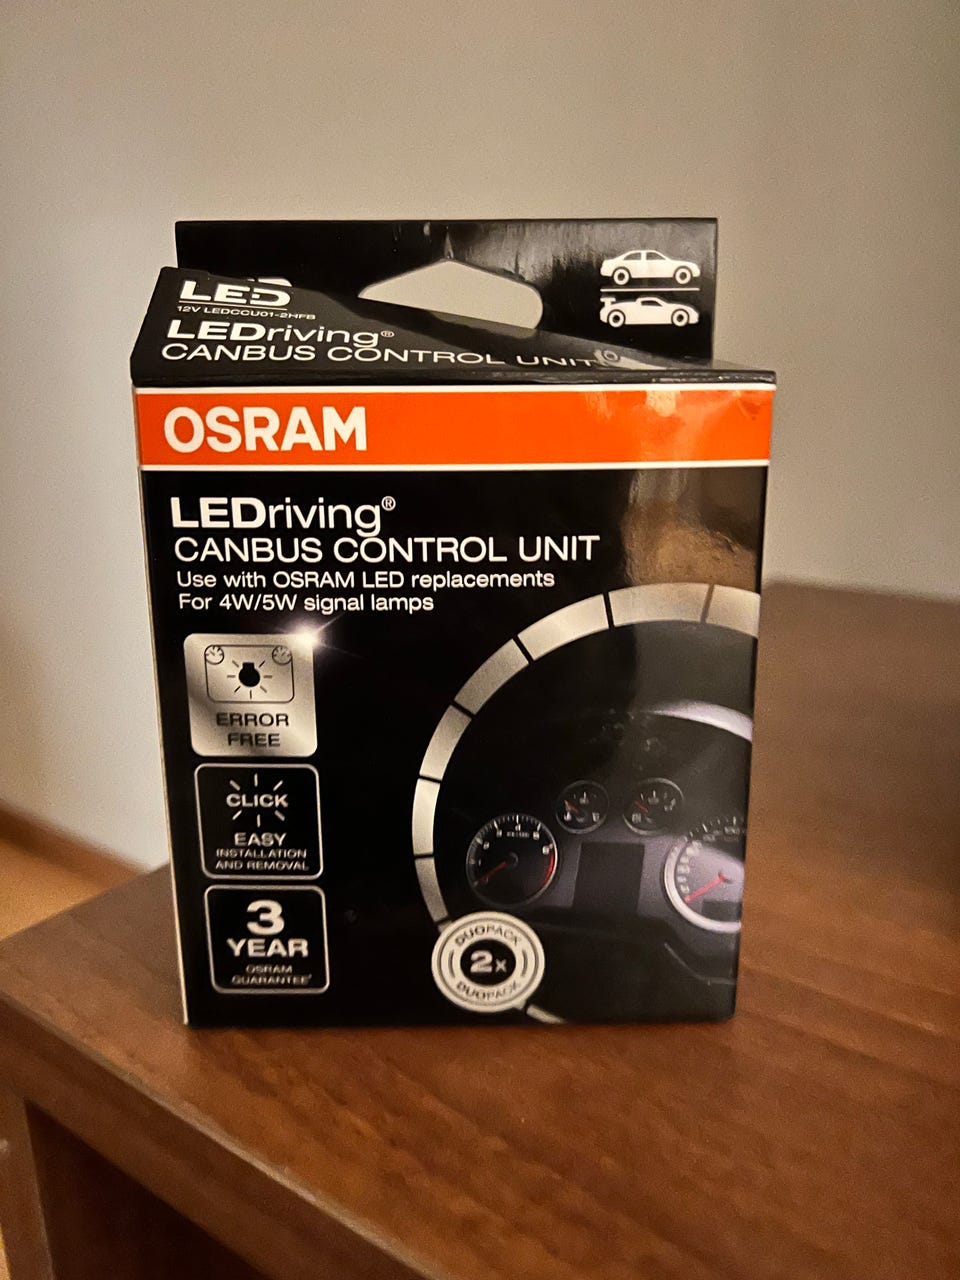 LED
12V LEDCCU01-2HFB
LEDriving®
CANBUS CONTROL UNIT
OSRAM
LEDriving®
CANBUS CONTROL UNIT
Use with OSRAM LED replacements
For 4W/5W signal lamps
ERROR
FREE
CLICK
EASY
INSTALLATION
AND REMOVAL
3
YEAR
OSRAM
GUARANTEE*
DUOPACK
2x
DUOPACK